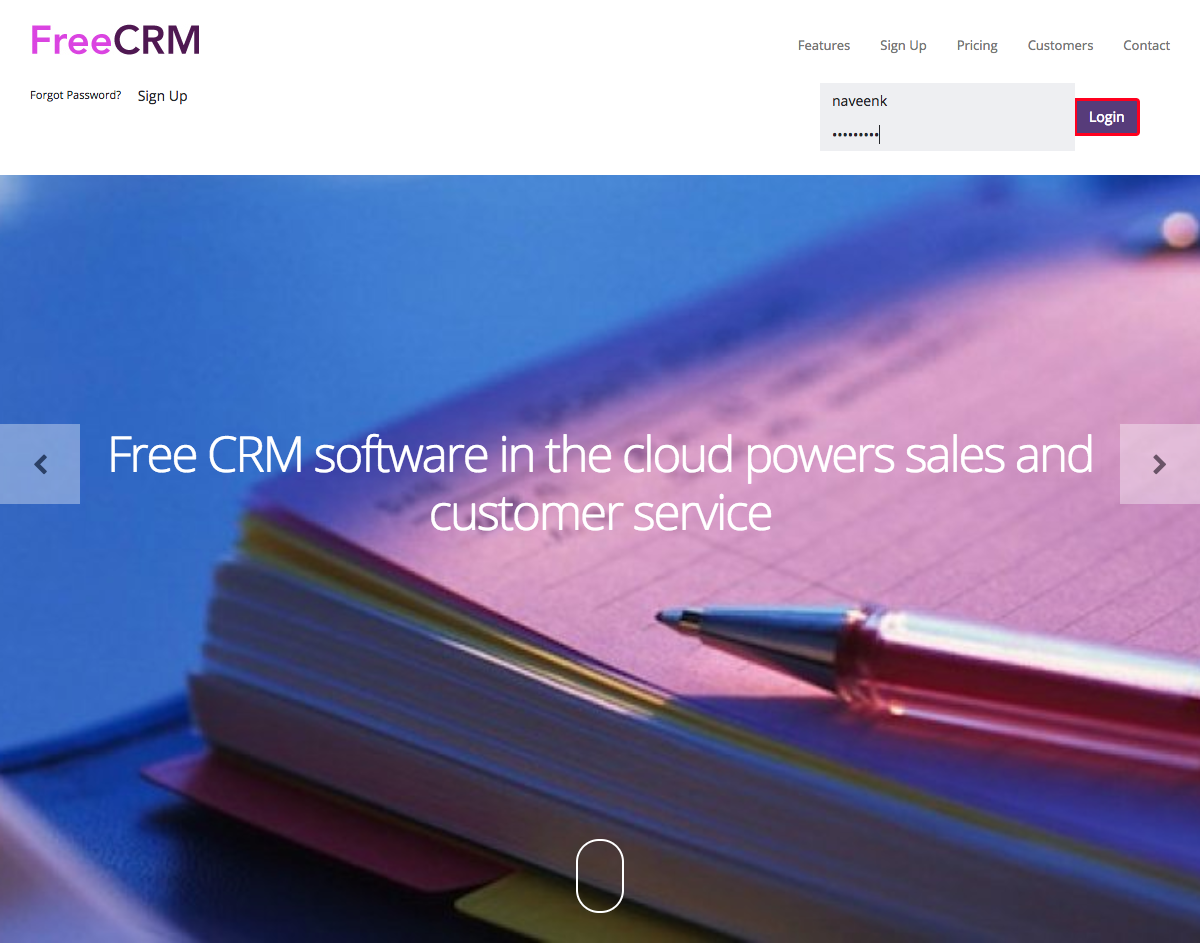 FreeCRM
Features Sign Up Pricing Customers Contact
Forgot Password? Sign Up
naveenk
•••••••••
Login
Free CRM software in the cloud powers sales and
customer service